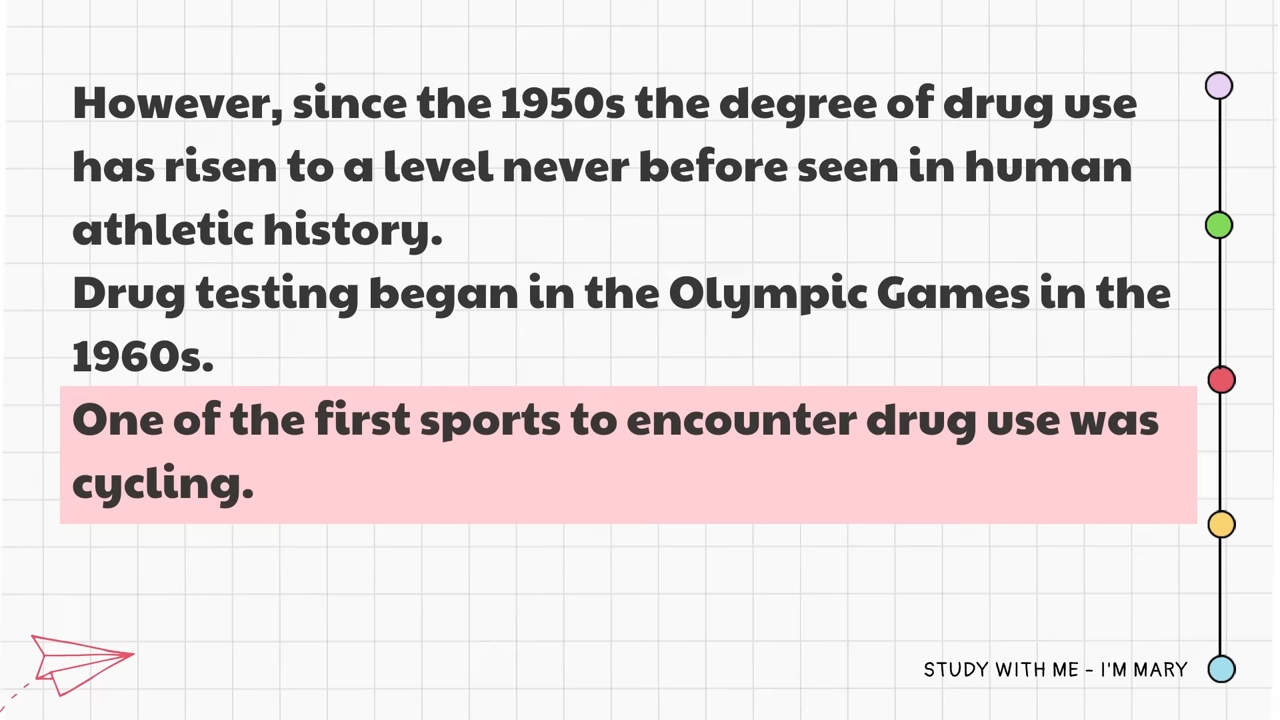 However, since the 1950s the degree of drug use
has risen to a level never before seen in human
athletic history.
Drug testing began in the Olympic Games in the
1960s.
One of the first sports to encounter drug use was
cycling.
STUDY WITH ME - I'M MARY